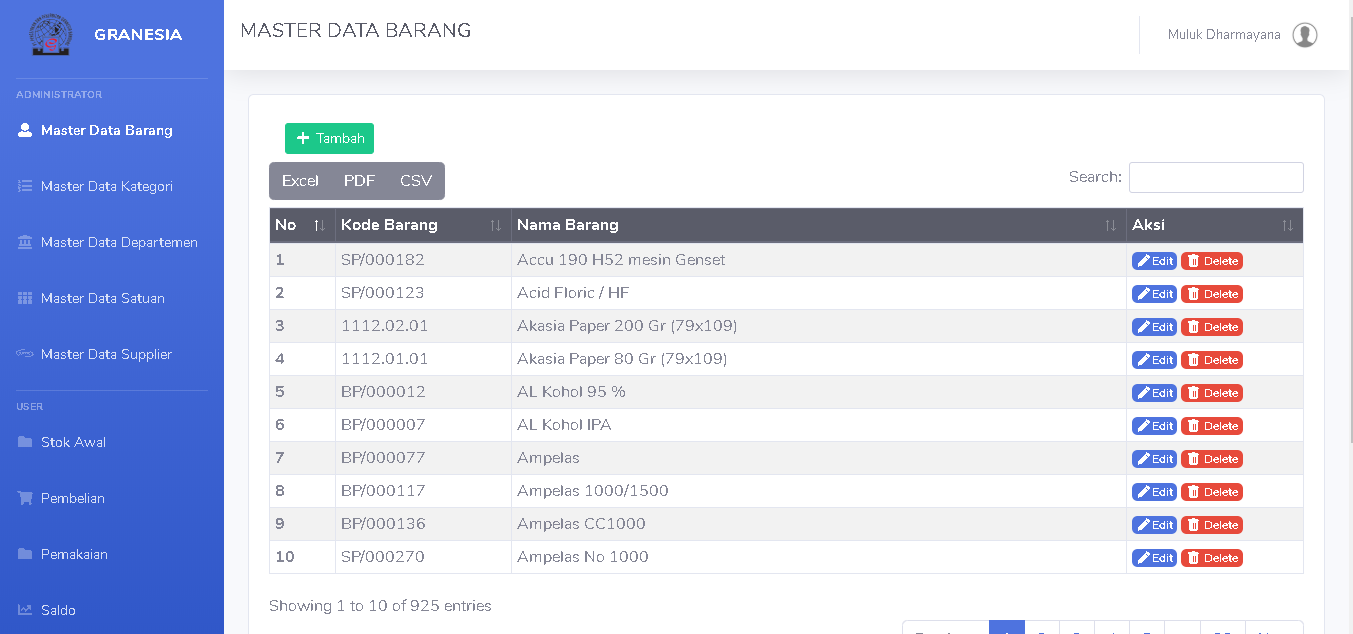 GRANESIA
MASTER DATA BARANG
Muluk Dharmayana
ADMINISTRATOR
Master Data Barang
Master Data Kategori
Master Data Departemen
Master Data Satuan
Master Data Supplier
USER
Stok Awal
Pembelian
Pemakaian
Saldo
Tambah
Excel PDF CSV
Search:
No Kode Barang Nama Barang Aksi
1 SP/000182 Accu 190 H52 mesin Genset Edit Delete
2 SP/000123 Acid Floric / HF Edit Delete
3 1112.02.01 Akasia Paper 200 Gr (79x109) Edit Delete
4 1112.01.01 Akasia Paper 80 Gr (79x109) Edit Delete
5 BP/000012 AL Kohol 95 % Edit Delete
6 BP/000007 AL Kohol IPA Edit Delete
7 BP/000077 Ampelas Edit Delete
8 BP/000117 Ampelas 1000/1500 Edit Delete
9 BP/000136 Ampelas CC1000 Edit Delete
10 SP/000270 Ampelas No 1000 Edit Delete
Showing 1 to 10 of 925 entries